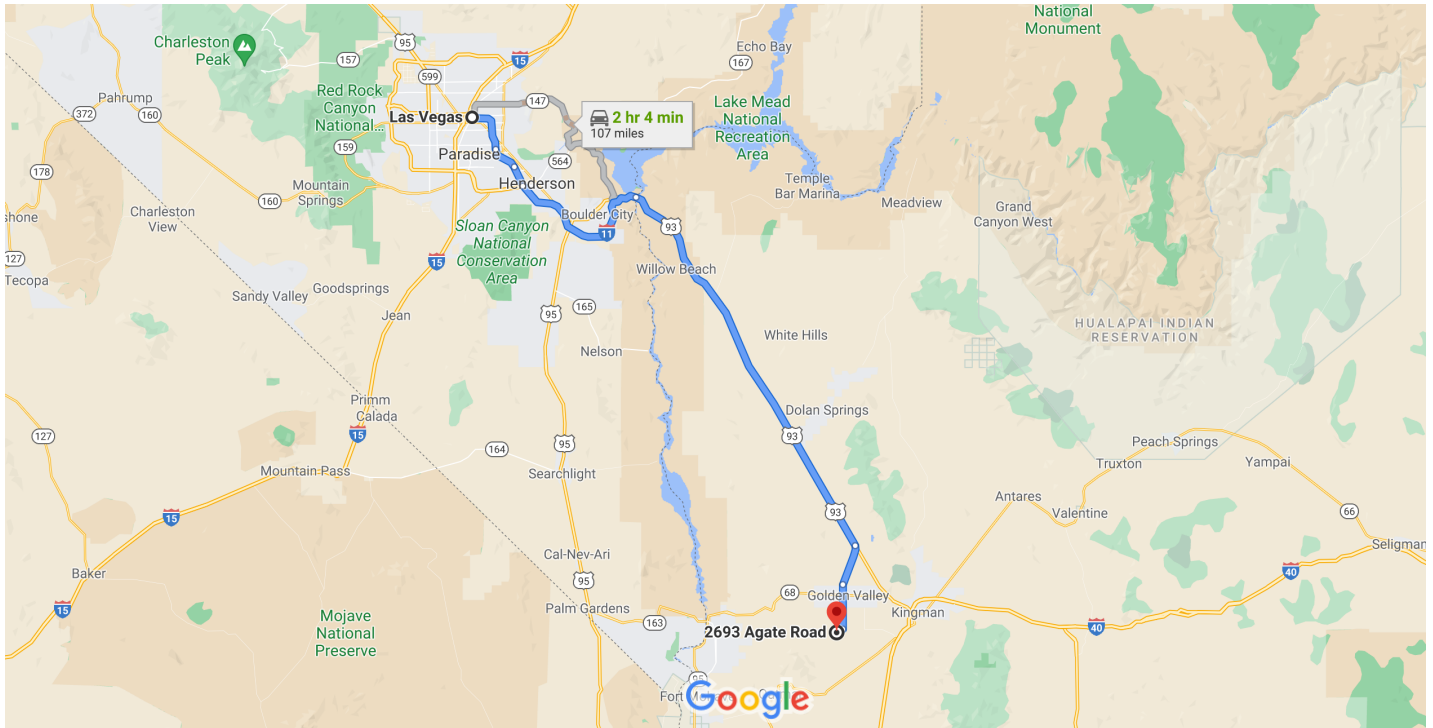 National
Monument
Charleston
Peak
95
15
157
599
Echo Bay
167
Pahrump
372
160
Red Rock
Canyon
National...
147
2 hr 4 min
107 miles
Lake Mead
National
Recreation
Area
Las Vegas
159
Paradise
564
178
Mountain
Springs
160
Henderson
Temple
Bar Marina
Meadview
shone
Charleston
View
Boulder City
11
93
Grand
Canyon West
Sloan Canyon
National
Conservation
Area
127
Tecopa
15
Willow Beach
Sandy Valley
Goodsprings
Jean
95
165
White Hills
HUALAPAI INDIAN
RESERVATION
Nelson
Primm
Calada
Dolan Springs
127
15
164
95
93
Peach Springs
Mountain Pass
Searchlight
Truxton
Yampai
15
93
Antares
Valentine
66
Seligman
Cal-Nev-Ari
Baker
95
40
15
Palm Gardens
68
Golden Valley
Kingman
Mojave
National
Preserve
163
2693 Agate Road
40
95
Google